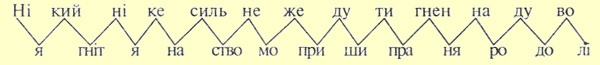 Ні кий ні ке силь не же ду ти гнен на ду во
я гніт я на ство мо при ши пра ня ро до лі